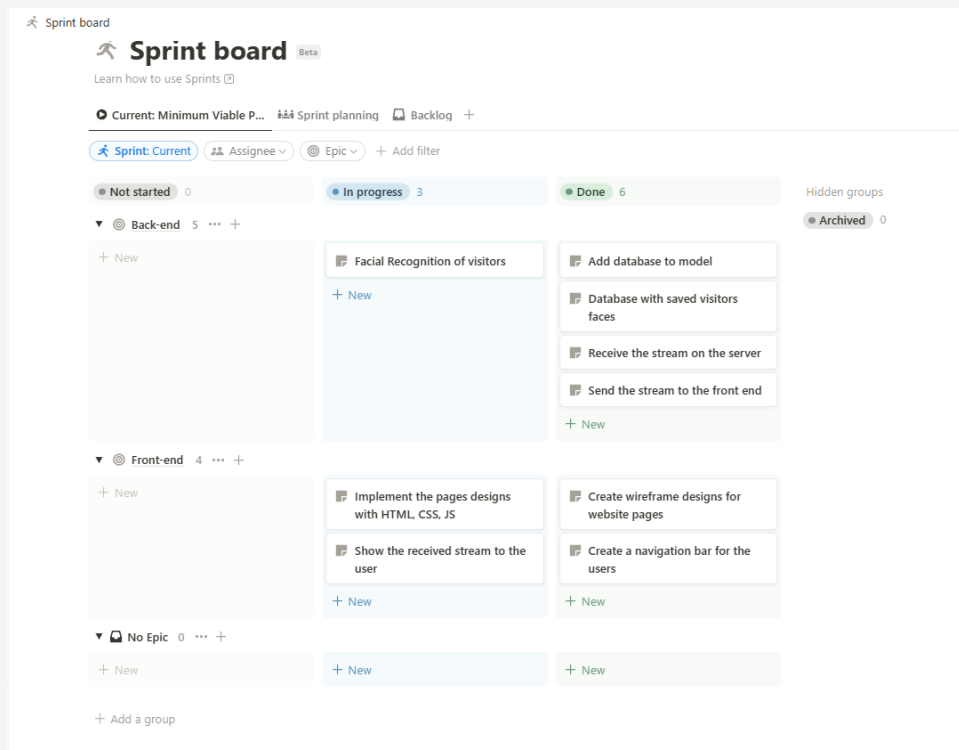 Sprint board
Sprint board Beta
Learn how to use Sprints
Current: Minimum Viable P... Sprint planning Backlog
Sprint: Current Assignee Epic + Add filter
Not started 0 In progress 3 Done 6 Hidden groups
Archived 0
Back-end 5 ... +
+ New
Facial Recognition of visitors
+ New
Add database to model
Database with saved visitors
faces
Receive the stream on the server
Send the stream to the front end
+ New
Front-end 4 ... +
+ New
Implement the pages designs
with HTML, CSS, JS
Show the received stream to the
user
+ New
Create wireframe designs for
website pages
Create a navigation bar for the
users
+ New
No Epic 0 ... +
+ New
+ New
+ New
+ Add a group